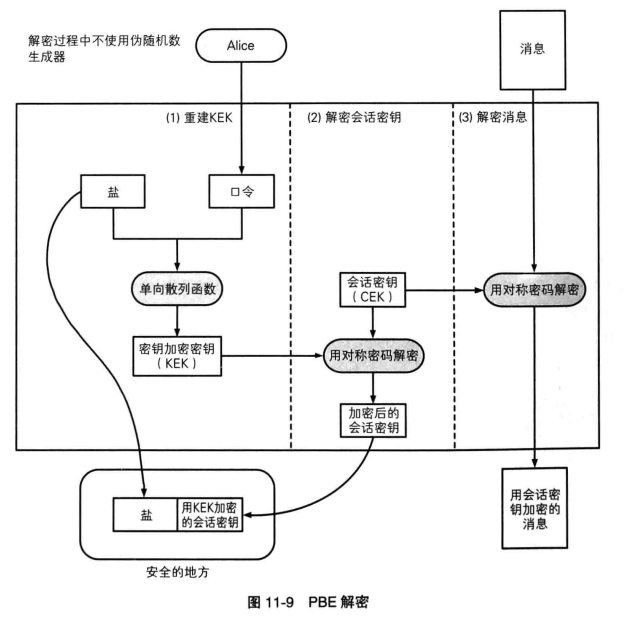 解密过程中不使用伪随机数
生成器
Alice
消息
(1) 重建KEK
(2) 解密会话密钥
(3) 解密消息
盐
口令
单向散列函数
会话密钥
（CEK）
用对称密码解密
密钥加密密钥
（KEK）
用对称密码解密
加密后的
会话密钥
盐
用KEK加密
的会话密钥
用会话密
钥加密的
消息
安全的地方
图 11-9 PBE 解密